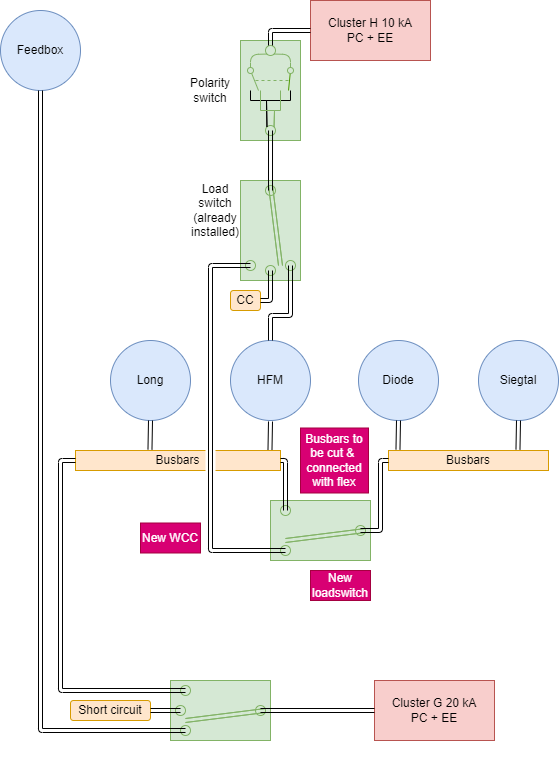 Cluster H 10 kA
PC + EE
Feedbox
Polarity
switch
Load
switch
(already
installed)
CC
Long
HFM
Diode
Siegtal
Busbars
Busbars to
be cut &
connected
with flex
Busbars
New WCC
New
loadswitch
Short circuit
Cluster G 20 kA
PC + EE